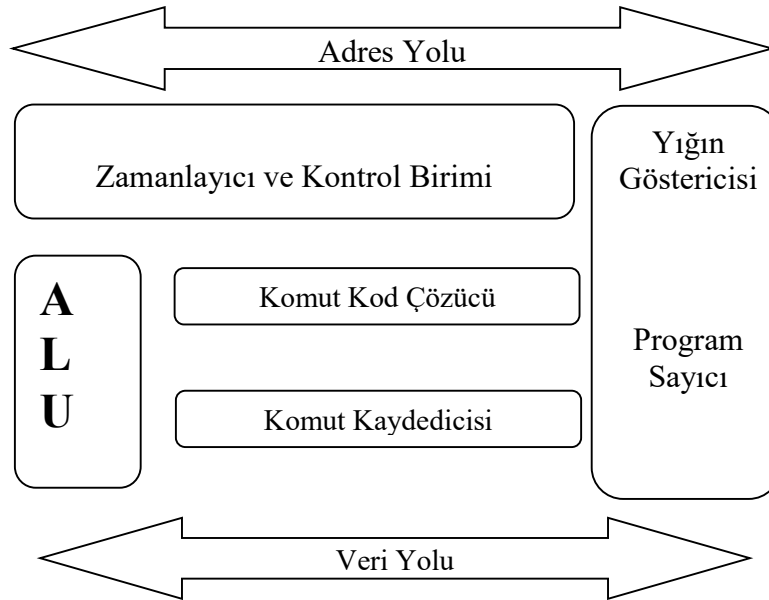 Adres Yolu
Zamanlayıcı ve Kontrol Birimi
Yığın
Göstericisi
A
L
U
Komut Kod Çözücü
Komut Kaydedicisi
Program
Sayıcı
Veri Yolu